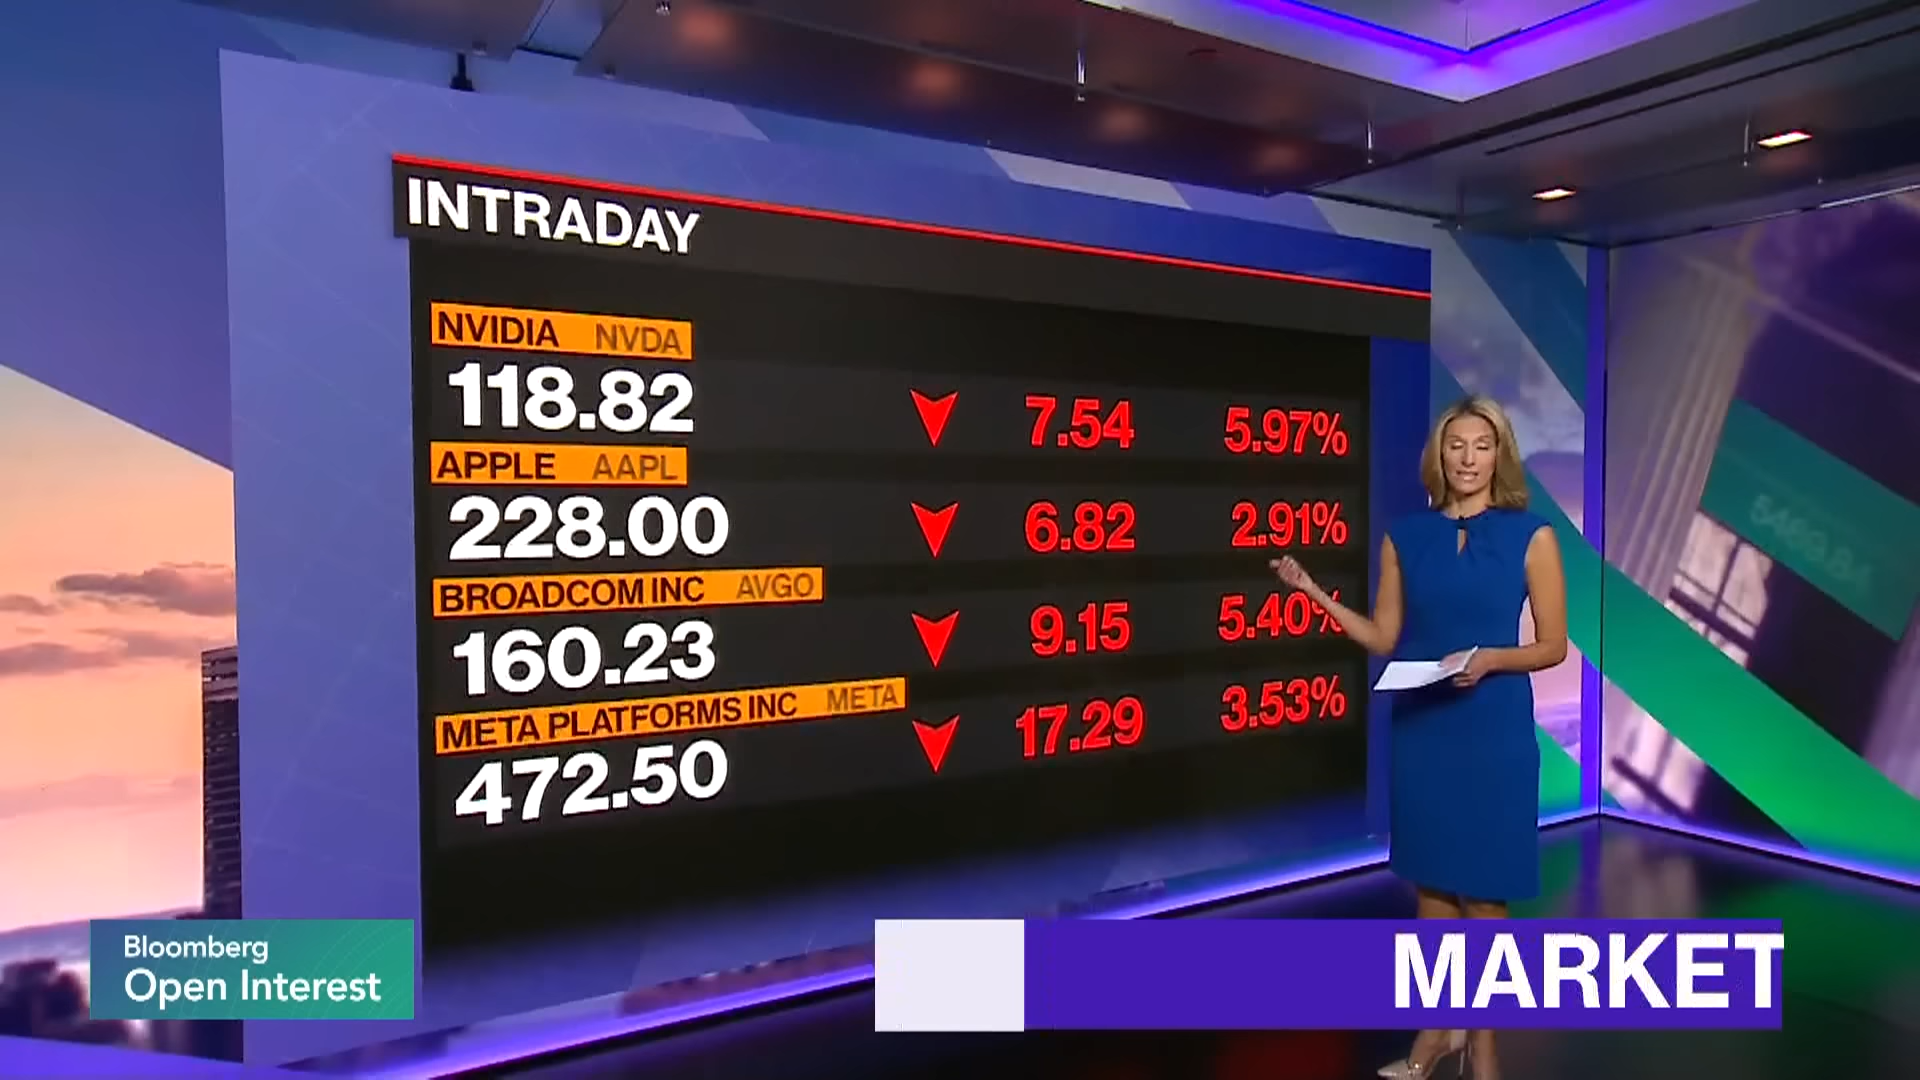 INTRADAY
NVIDIA NVDA
118.82 7.54 5.97%
APPLE AAPL
228.00 6.82 2.91%
BROADCOM INC AVGO
160.23 9.15 5.40%
META PLATFORMS INC META
472.50 17.29 3.53%
Bloomberg
Open Interest
MARKET